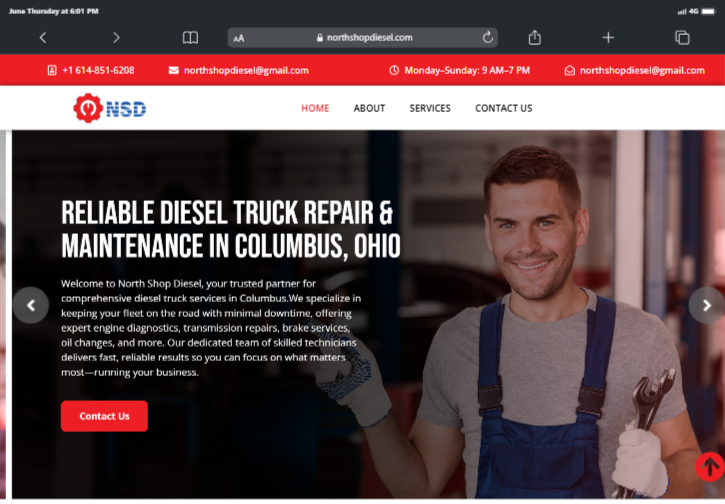 June Thursday at 6:01 PM
4G
AA
northshopdiesel.com
+1 614-851-6208
northshopdiesel@gmail.com
Monday–Sunday: 9 AM–7 PM
northshopdiesel@gmail.com
NSD
HOME
ABOUT
SERVICES
CONTACT US
RELIABLE DIESEL TRUCK REPAIR &
MAINTENANCE IN COLUMBUS, OHIO
Welcome to North Shop Diesel, your trusted partner for
comprehensive diesel truck services in Columbus.We specialize in
keeping your fleet on the road with minimal downtime, offering
expert engine diagnostics, transmission repairs, brake services,
oil changes, and more. Our dedicated team of skilled technicians
delivers fast, reliable results so you can focus on what matters
most—running your business.
Contact Us